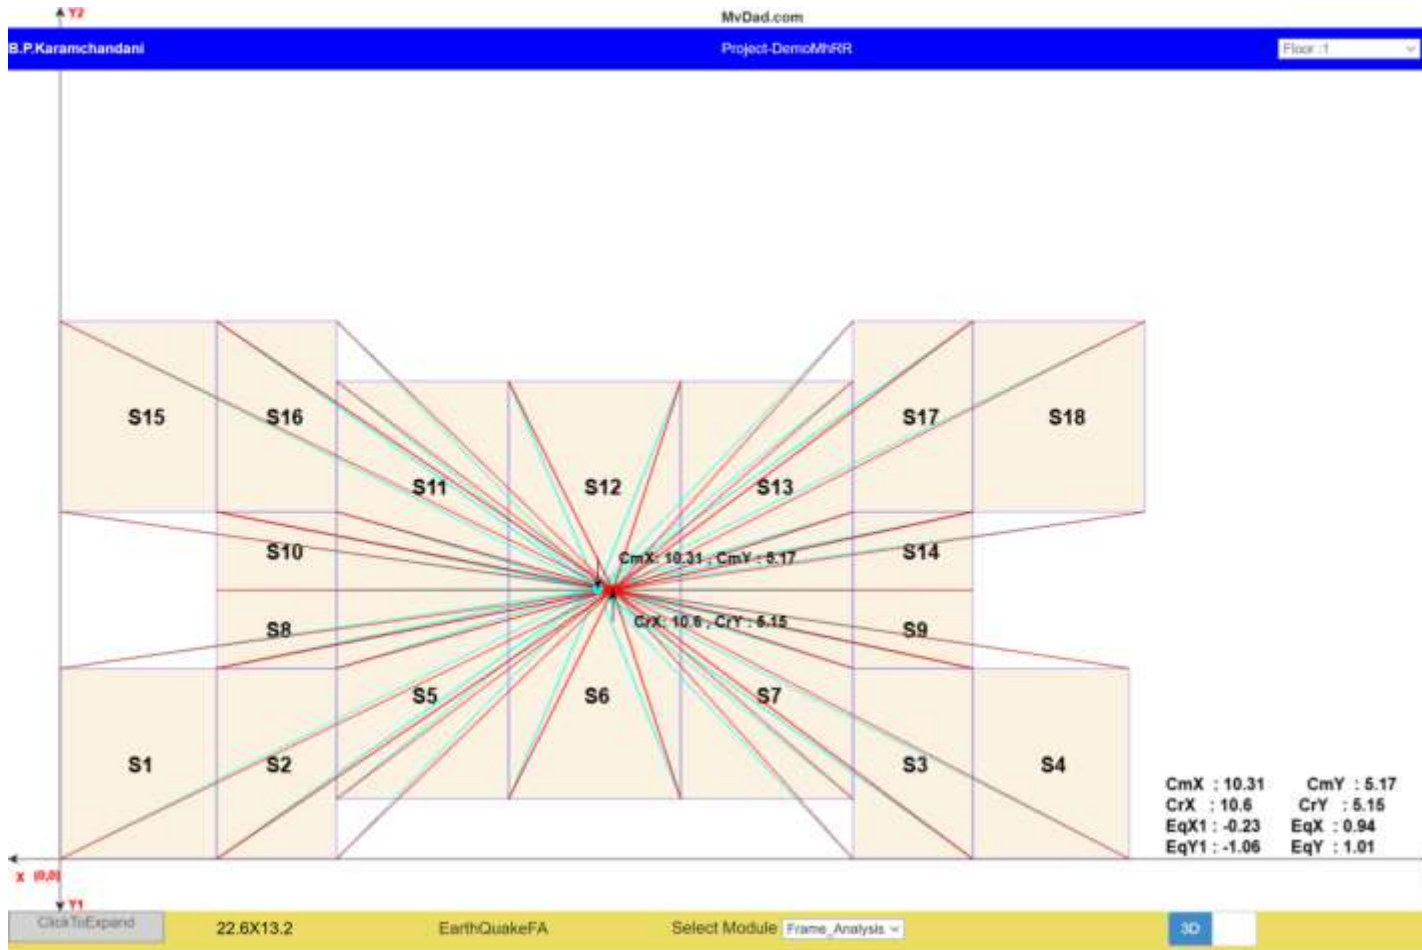 Y2
MvDad.com
B.P.Karamchandani Project-DemoMhRR Floor :1
S15 S16 S17 S18
S11 S12 S13
S10 S14
CmX: 10.31 , CmY : 5.17
S8 CrX: 10.6 , CrY : 5.15 S9
S5 S6 S7
S1 S2 S3 S4
CmX : 10.31 CmY : 5.17
CrX : 10.6 CrY : 5.15
EqX1 : -0.23 EqX : 0.94
EqY1 : -1.06 EqY : 1.01
X (0,0)
Y1
ClickToExpand 22.6X13.2 EarthQuakeFA Select Module Frame_Analysis 3D